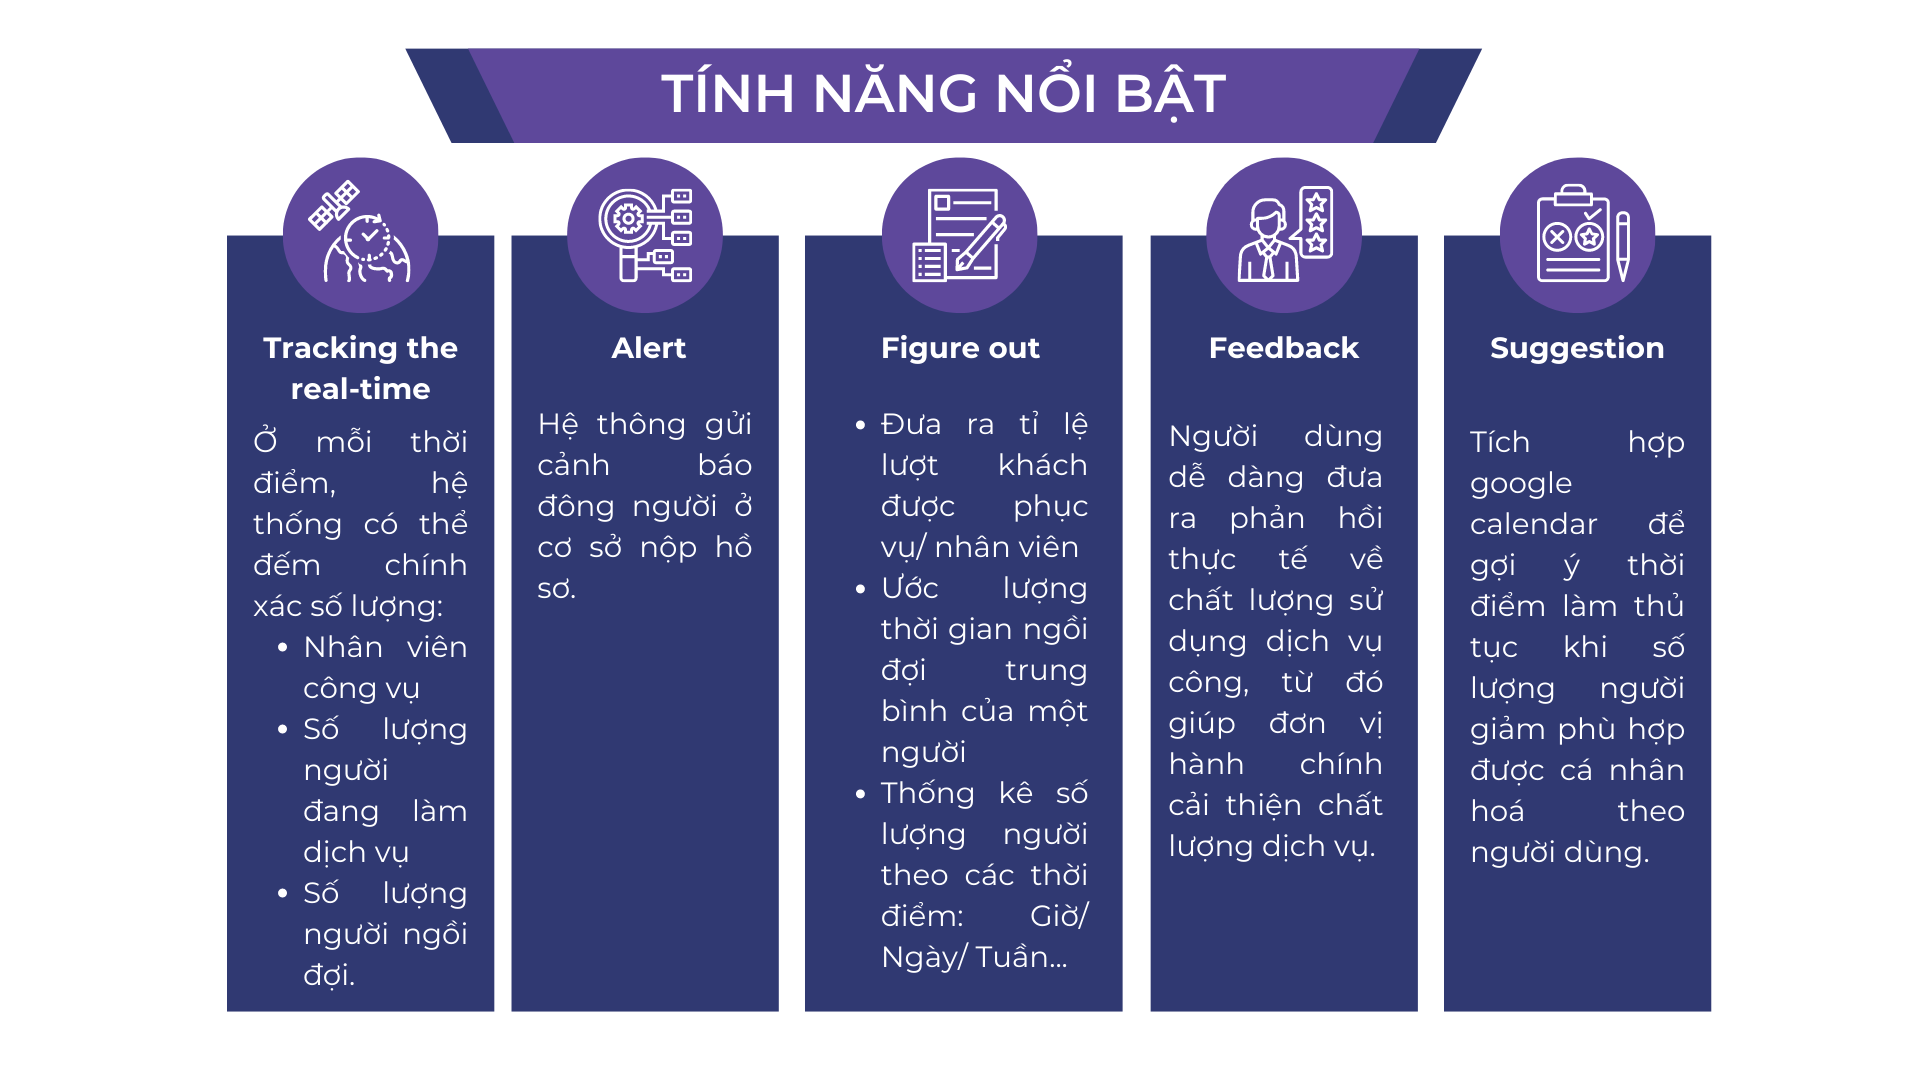 TÍNH NĂNG NỔI BẬT
Tracking the
real-time
Ở mỗi thời
điểm, hệ
thống có thể
đếm chính
xác số lượng:
• Nhân viên
công vụ
• Số lượng
người
đang làm
dịch vụ
• Số lượng
người ngồi
đợi.
Alert
Hệ thông gửi
cảnh báo
đông người ở
cơ sở nộp hồ
sơ.
Figure out
• Đưa ra tỉ lệ
lượt khách
được phục
vụ/ nhân viên
• Ước lượng
thời gian ngồi
đợi trung
bình của một
người
• Thống kê số
lượng người
theo các thời
điểm: Giờ/
Ngày/ Tuần...
Feedback
Người dùng
dễ dàng đưa
ra phản hồi
thực tế về
chất lượng sử
dụng dịch vụ
công, từ đó
giúp đơn vị
hành chính
cải thiện chất
lượng dịch vụ.
Suggestion
Tích hợp
google
calendar để
gợi ý thời
điểm làm thủ
tục khi số
lượng người
giảm phù hợp
được cá nhân
hoá theo
người dùng.